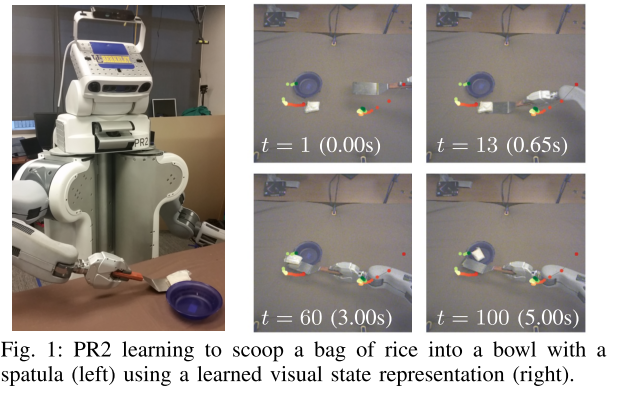 PR2
t = 1 (0.00s)
t = 13 (0.65s)
t = 60 (3.00s)
t = 100 (5.00s)
Fig. 1: PR2 learning to scoop a bag of rice into a bowl with a
spatula (left) using a learned visual state representation (right).